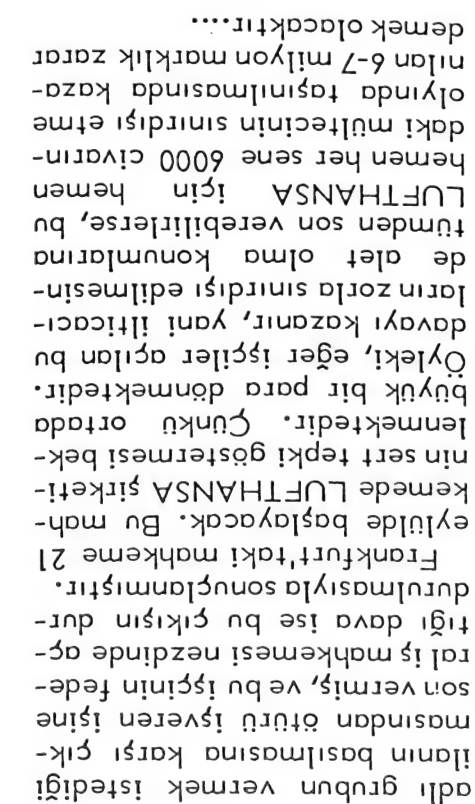 adlı grubun vermek istediği
ilanın basılmasına karşı çık-
masından ötürü işveren işine
son vermiş, ve bu işçinin fede-
ral iş mahkemesi nezdinde aç-
tığı dava ise bu çıkışın dur-
durulmasıyla sonuçlanmıştır.
Frankfurt'taki mahkeme 21
eylülde başlayacak. Bu mah-
kemede LUFTHANSA şirketi-
nin sert tepki göstermesi bek-
lenmektedir. Çünkü ortada
büyük bir para dönmektedir.
Öyleki, eğer işçiler açılan bu
davayı kazanır, yani iltticacı-
ların zorla sınırdışı edilmesin-
de alet olma konumlarına
tümden son verebilirlerse, bu
LUFTHANSA için hemen
hemen her sene 6000 civarın-
daki mültecinin sınırdışı etme
olyında taşınılmasında kaza-
nılan 6-7 milyon marklık zarar
demek olacaktır....